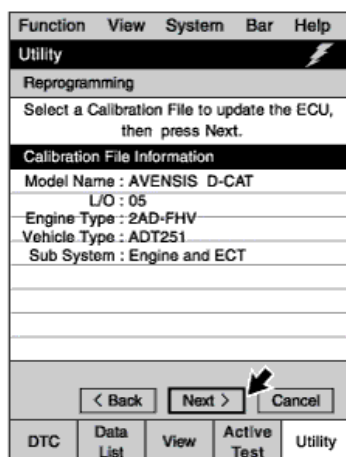 Function View System Bar Help
Utility
Reprogramming
Select a Calibration File to update the ECU,
then press Next.
Calibration File Information
Model Name : AVENSIS D-CAT
L/O : 05
Engine Type : 2AD-FHV
Vehicle Type : ADT251
Sub System : Engine and ECT
< Back Next > Cancel
DTC Data List View Active Test Utility